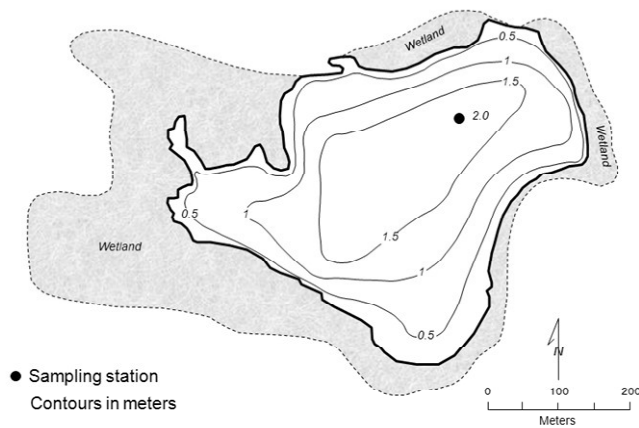 Wetland
0.5
1
1.5
2.0
Wetland
0.5
1
1.5
Wetland
1
0.5
N
● Sampling station
Contours in meters
0 100 200
Meters